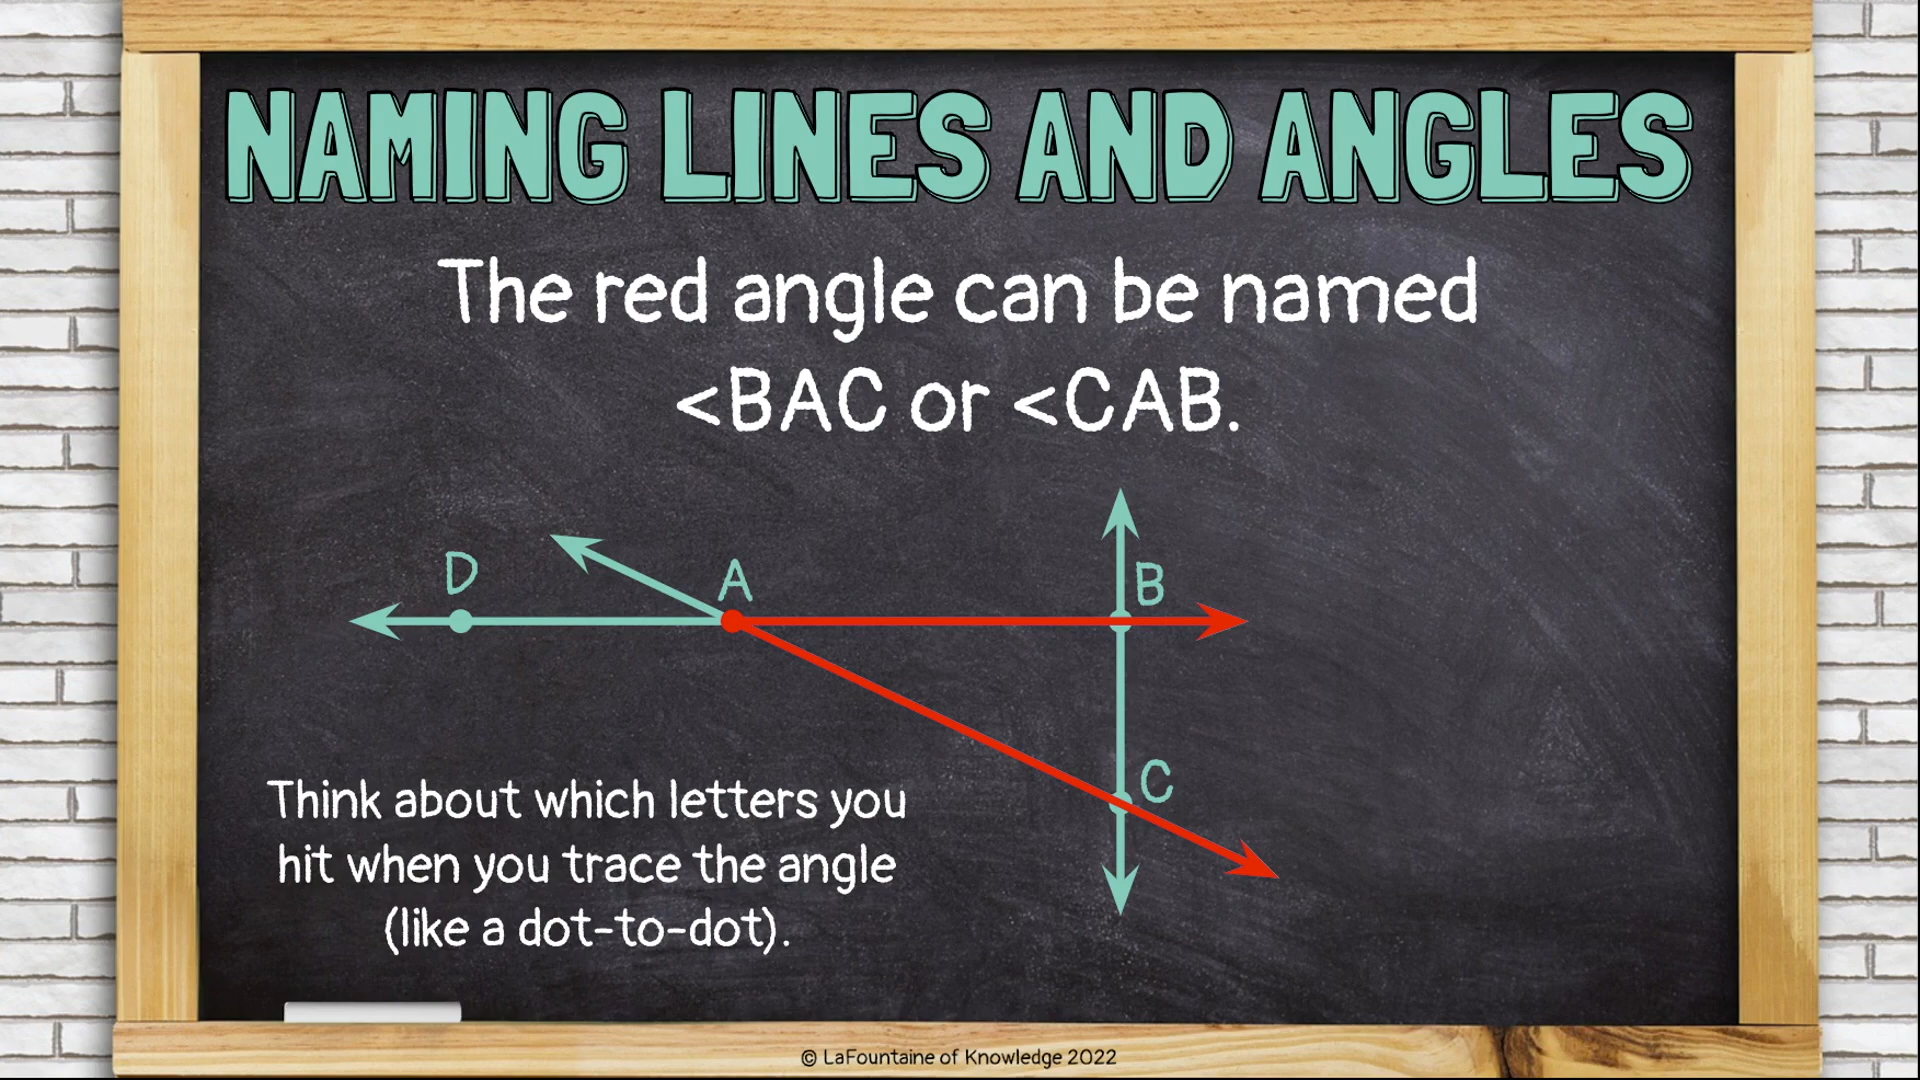 NAMING LINES AND ANGLES
The red angle can be named
<BAC or <CAB.
D
A
B
C
Think about which letters you
hit when you trace the angle
(like a dot-to-dot).
© LaFountaine of Knowledge 2022